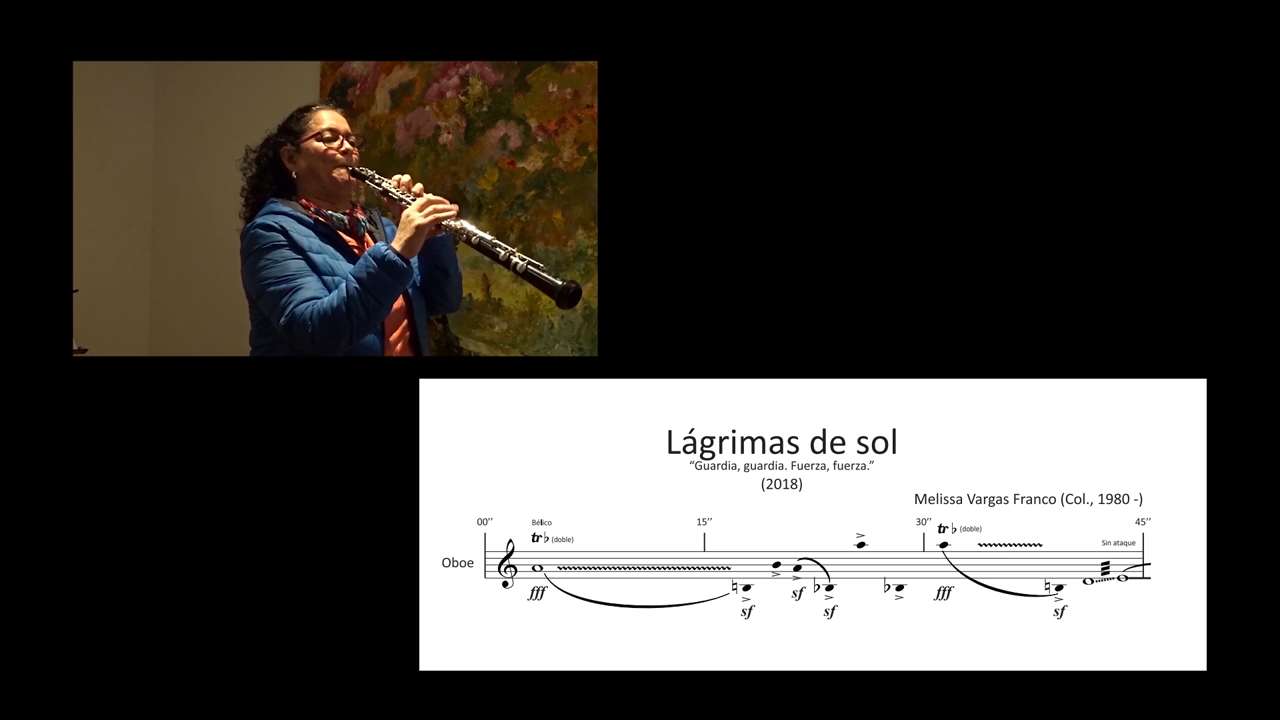 Lágrimas de sol
“Guardia, guardia. Fuerza, fuerza.”
(2018)
Melissa Vargas Franco (Col., 1980 -)
00’’ 15’’ 30’’ 45’’
Bélico
tr♭ (doble) tr♭ (doble)
Sin ataque
Oboe
fff sf sf sf fff sf